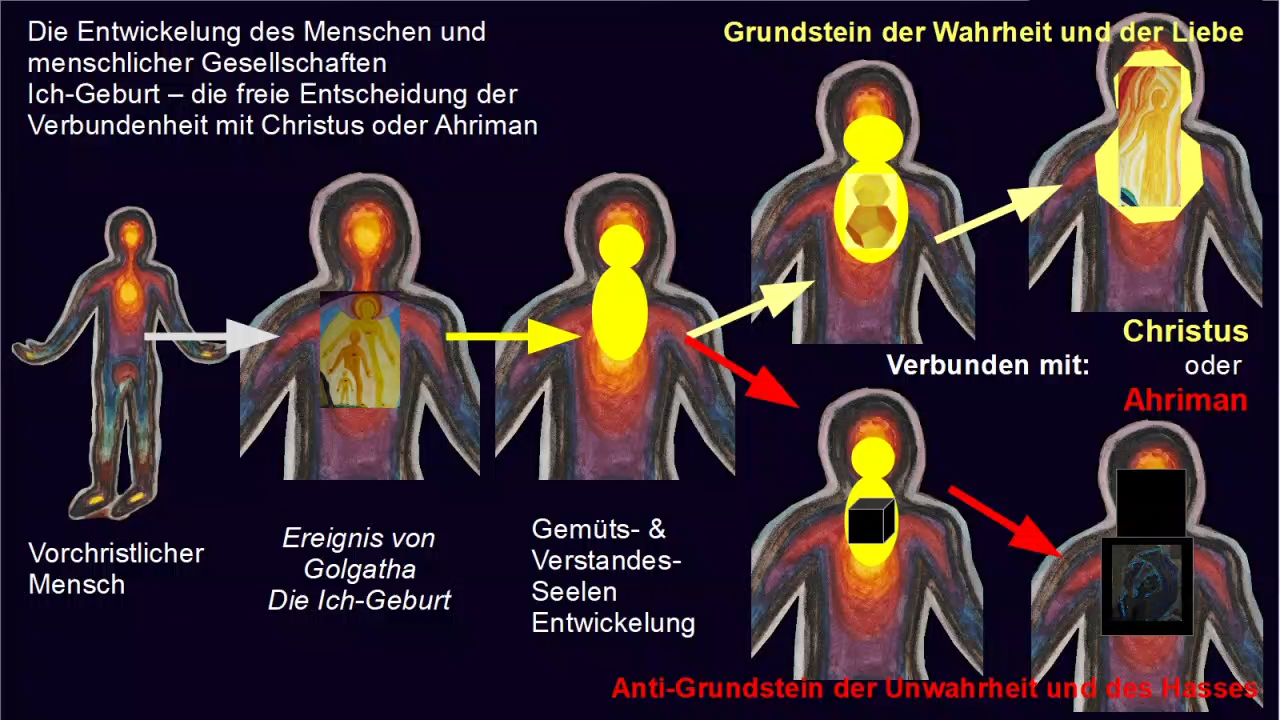 Die Entwickelung des Menschen und
menschlicher Gesellschaften
Ich-Geburt – die freie Entscheidung der
Verbundenheit mit Christus oder Ahriman
Grundstein der Wahrheit und der Liebe
Christus
Verbunden mit: oder
Ahriman
Vorchristlicher
Mensch
Ereignis von
Golgatha
Die Ich-Geburt
Gemüts- &
Verstandes-
Seelen
Entwickelung
Anti-Grundstein der Unwahrheit und des Hasses